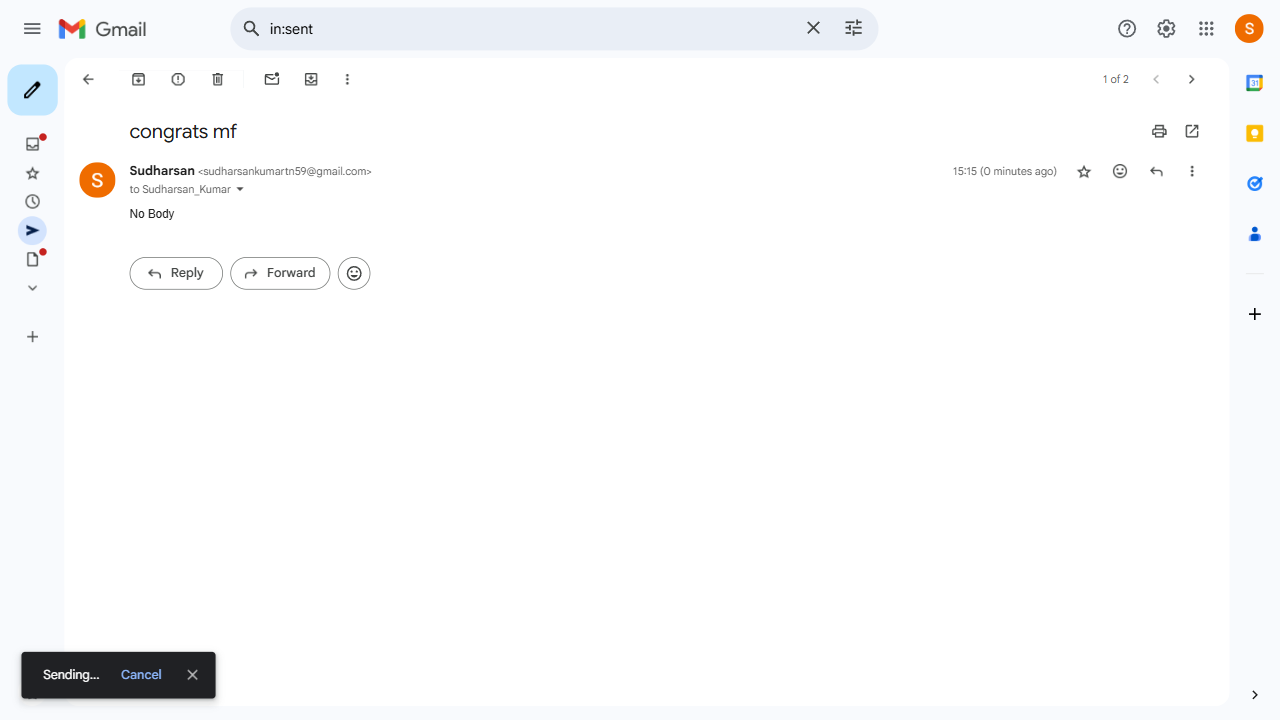 Gmail
in:sent
S
1 of 2
congrats mf
S
Sudharsan <sudharsankumartn59@gmail.com>
15:15 (0 minutes ago)
to Sudharsan_Kumar
No Body
Reply
Forward
Sending...
Cancel
31